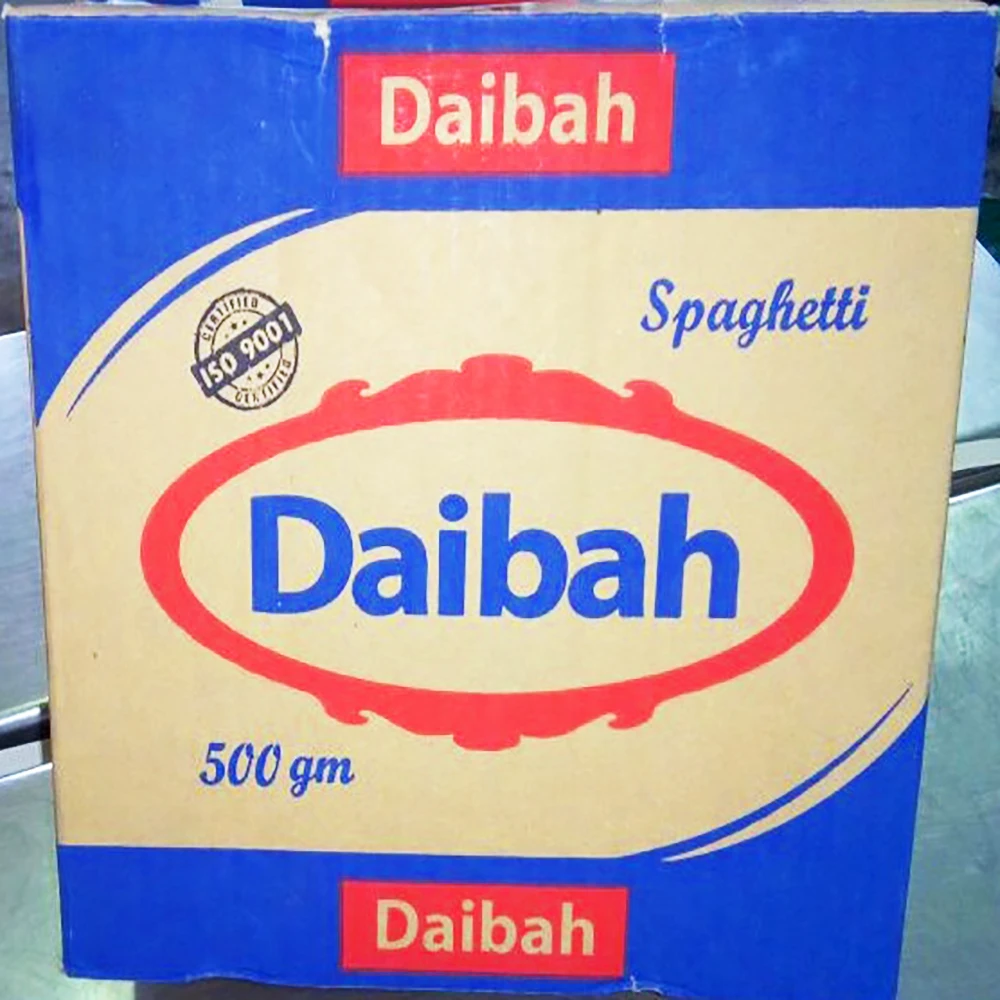 Daibah
Spaghetti
CERTIFIED
ISO 9001
CERTIFIED
Daibah
500 gm
Daibah